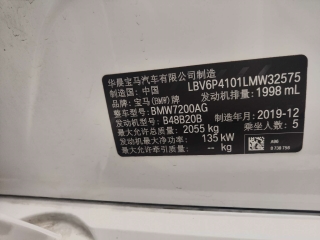 华晨宝马汽车有限公司制造
制造国: 中国 LBV6P4101LMW32575
品牌: 宝马(BMW)牌 发动机排量: 1998 mL
整车型号: BMW7200AG
发动机型号: B48B20B 制造年月: 2019-12
最大允许总质量: 2055 kg 乘坐人数: 5
发动机最大净功率: 135 kW
最大允许牵引质量: -- kg